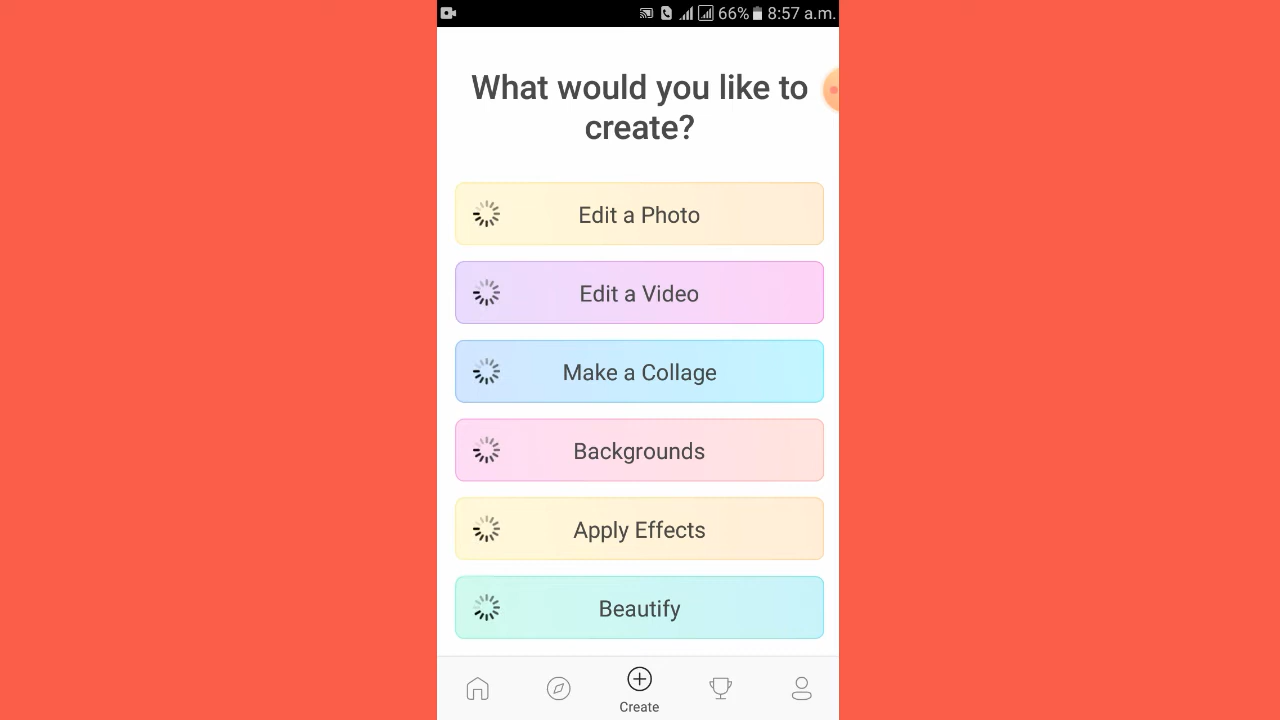 66% 8:57 a.m.
What would you like to
create?
Edit a Photo
Edit a Video
Make a Collage
Backgrounds
Apply Effects
Beautify
Create